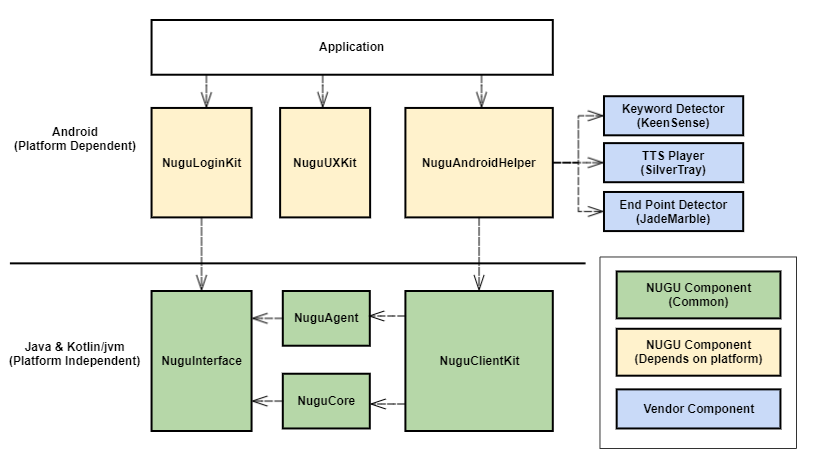 Application
Android
(Platform Dependent)
NuguLoginKit
NuguUXKit
NuguAndroidHelper
Keyword Detector
(KeenSense)
TTS Player
(SilverTray)
End Point Detector
(JadeMarble)
Java & Kotlin/jvm
(Platform Independent)
NuguInterface
NuguAgent
NuguCore
NuguClientKit
NUGU Component
(Common)
NUGU Component
(Depends on platform)
Vendor Component